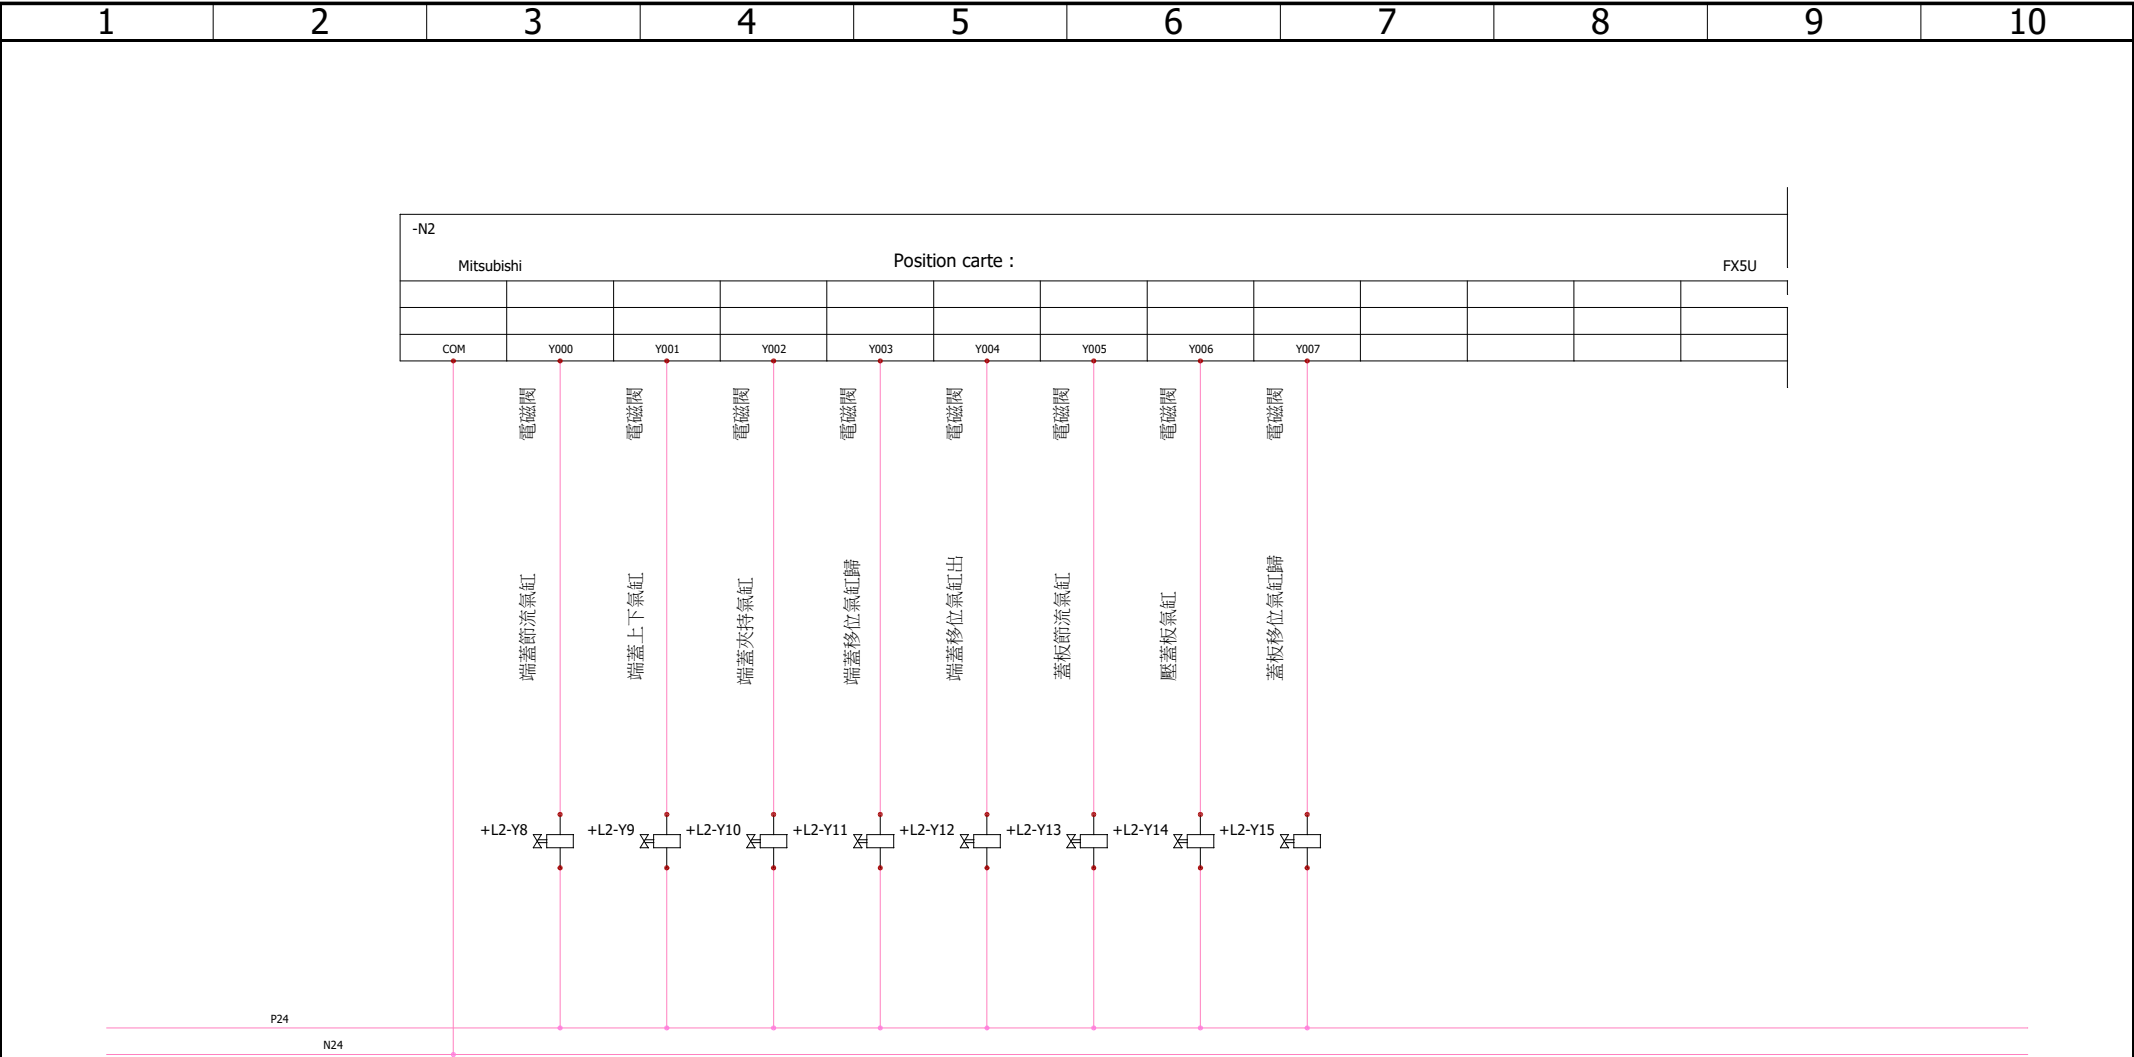 1 2 3 4 5 6 7 8 9 10
-N2
Mitsubishi Position carte : FX5U
COM Y000 Y001 Y002 Y003 Y004 Y005 Y006 Y007
電磁閥 電磁閥 電磁閥 電磁閥 電磁閥 電磁閥 電磁閥 電磁閥
端蓋節流氣缸
端蓋上下氣缸
端蓋夾持氣缸
端蓋移位氣缸歸
端蓋移位氣缸出
蓋板節流氣缸
壓蓋板氣缸
蓋板移位氣缸歸
+L2-Y8 +L2-Y9 +L2-Y10 +L2-Y11 +L2-Y12 +L2-Y13 +L2-Y14 +L2-Y15
P24
N24